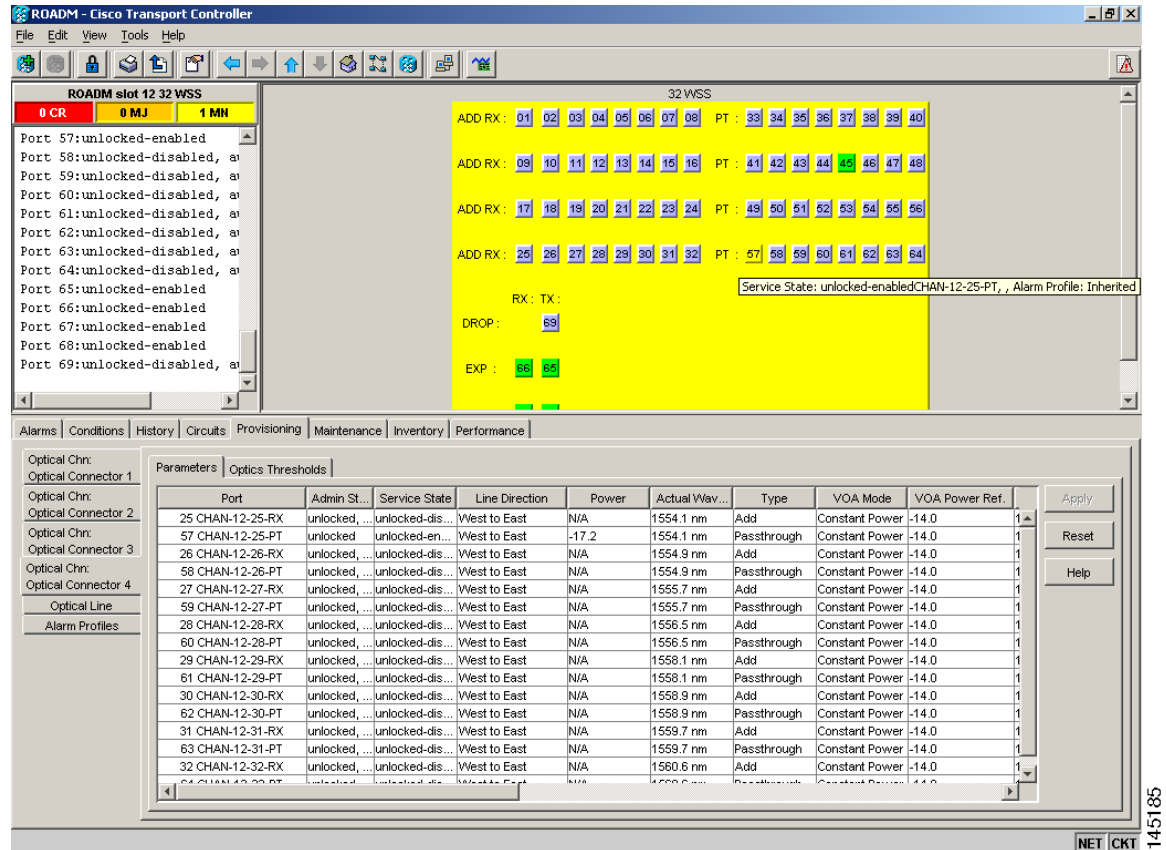 ROADM - Cisco Transport Controller
File Edit View Tools Help
ROADM slot 12 32 WSS
0 CR 0 MJ 1 MN
Port 57:unlocked-enabled
Port 58:unlocked-disabled, au
Port 59:unlocked-disabled, au
Port 60:unlocked-disabled, au
Port 61:unlocked-disabled, au
Port 62:unlocked-disabled, au
Port 63:unlocked-disabled, au
Port 64:unlocked-disabled, au
Port 65:unlocked-enabled
Port 66:unlocked-enabled
Port 67:unlocked-enabled
Port 68:unlocked-enabled
Port 69:unlocked-disabled, au
32 WSS
ADD RX : 01 02 03 04 05 06 07 08 PT : 33 34 35 36 37 38 39 40
ADD RX : 09 10 11 12 13 14 15 16 PT : 41 42 43 44 45 46 47 48
ADD RX : 17 18 19 20 21 22 23 24 PT : 49 50 51 52 53 54 55 56
ADD RX : 25 26 27 28 29 30 31 32 PT : 57 58 59 60 61 62 63 64
Service State: unlocked-enabledCHAN-12-25-PT, , Alarm Profile: Inherited
RX : TX :
DROP : 69
EXP : 66 65
Alarms Conditions History Circuits Provisioning Maintenance Inventory Performance
Optical Chn:
Optical Connector 1
Optical Chn:
Optical Connector 2
Optical Chn:
Optical Connector 3
Optical Chn:
Optical Connector 4
Optical Line
Alarm Profiles
Parameters Optics Thresholds
Port Admin St... Service State Line Direction Power Actual Wav... Type VOA Mode VOA Power Ref.
25 CHAN-12-25-RX unlocked, ... unlocked-dis... West to East N/A 1554.1 nm Add Constant Power -14.0 1
57 CHAN-12-25-PT unlocked unlocked-en... West to East -17.2 1554.1 nm Passthrough Constant Power -14.0 1
26 CHAN-12-26-RX unlocked, ... unlocked-dis... West to East N/A 1554.9 nm Add Constant Power -14.0 1
58 CHAN-12-26-PT unlocked, ... unlocked-dis... West to East N/A 1554.9 nm Passthrough Constant Power -14.0 1
27 CHAN-12-27-RX unlocked, ... unlocked-dis... West to East N/A 1555.7 nm Add Constant Power -14.0 1
59 CHAN-12-27-PT unlocked, ... unlocked-dis... West to East N/A 1555.7 nm Passthrough Constant Power -14.0 1
28 CHAN-12-28-RX unlocked, ... unlocked-dis... West to East N/A 1556.5 nm Add Constant Power -14.0 1
60 CHAN-12-28-PT unlocked, ... unlocked-dis... West to East N/A 1556.5 nm Passthrough Constant Power -14.0 1
29 CHAN-12-29-RX unlocked, ... unlocked-dis... West to East N/A 1558.1 nm Add Constant Power -14.0 1
61 CHAN-12-29-PT unlocked, ... unlocked-dis... West to East N/A 1558.1 nm Passthrough Constant Power -14.0 1
30 CHAN-12-30-RX unlocked, ... unlocked-dis... West to East N/A 1558.9 nm Add Constant Power -14.0 1
62 CHAN-12-30-PT unlocked, ... unlocked-dis... West to East N/A 1558.9 nm Passthrough Constant Power -14.0 1
31 CHAN-12-31-RX unlocked, ... unlocked-dis... West to East N/A 1559.7 nm Add Constant Power -14.0 1
63 CHAN-12-31-PT unlocked, ... unlocked-dis... West to East N/A 1559.7 nm Passthrough Constant Power -14.0 1
32 CHAN-12-32-RX unlocked, ... unlocked-dis... West to East N/A 1560.6 nm Add Constant Power -14.0 1
Apply
Reset
Help
NET CKT
145185